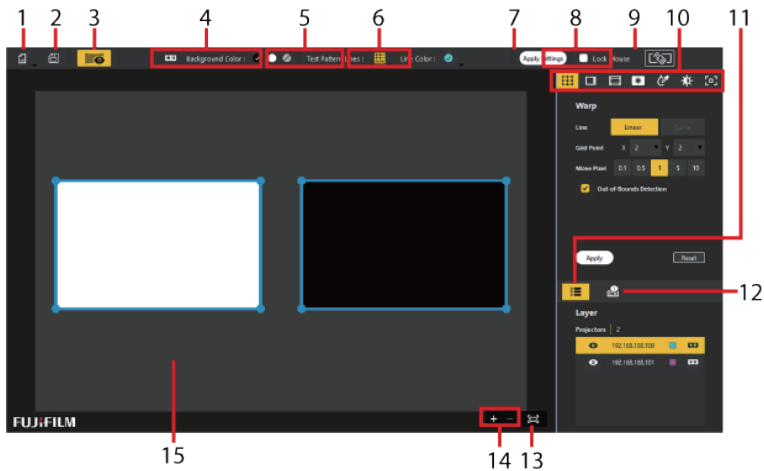 1 2 3 4 5 6 7 8 9 10 11
Background Color : Test Pattern Lines : Line Color : Apply Settings Lock Mouse
Warp
Line Linear Curve
Grid Point X 2 Y 2
Move Pixel 0.1 0.5 1 5 10
Out-of-Bounds Detection
Apply Reset
12
Layer
Projectors 2
192.168.188.100
192.168.188.101
+ −
FUJIFILM
15 14 13